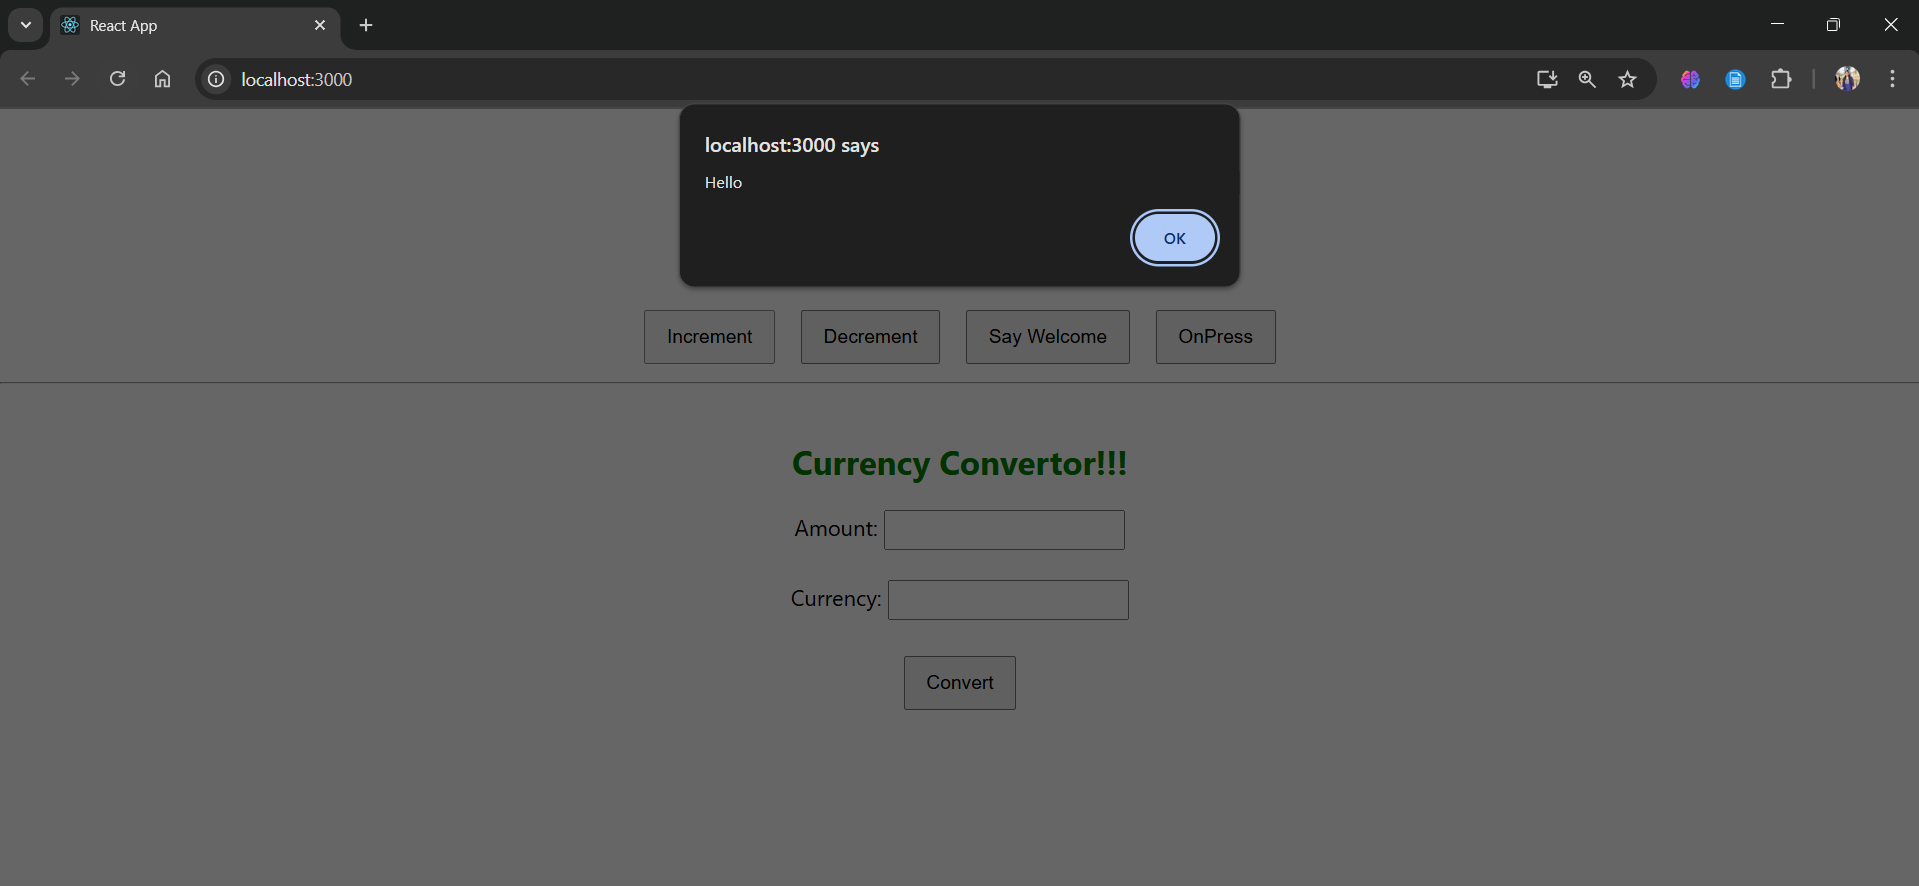 React App
localhost:3000
localhost:3000 says
Hello
OK
Increment Decrement Say Welcome OnPress
Currency Convertor!!!
Amount:
Currency:
Convert